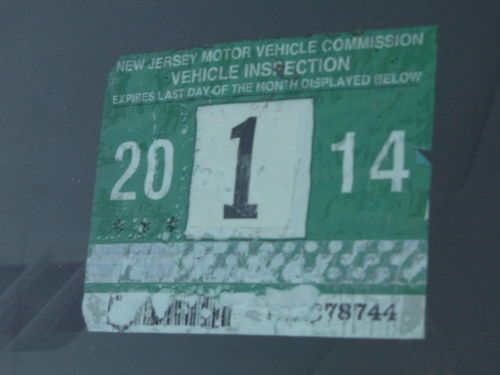 NEW JERSEY MOTOR VEHICLE COMMISSION
VEHICLE INSPECTION
EXPIRES LAST DAY OF THE MONTH DISPLAYED BELOW
20 1 14
78744